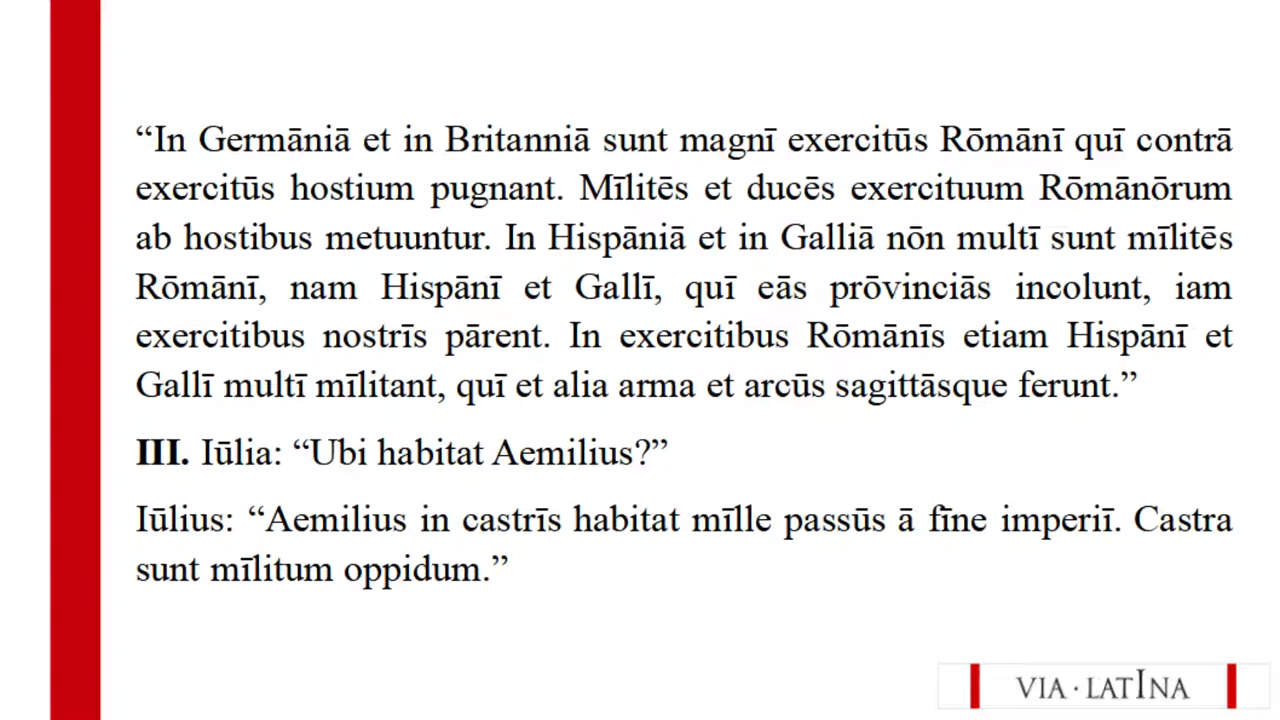 “In Germāniā et in Britanniā sunt magnī exercitūs Rōmānī quī contrā
exercitūs hostium pugnant. Mīlitēs et ducēs exercituum Rōmānōrum
ab hostibus metuuntur. In Hispāniā et in Galliā nōn multī sunt mīlitēs
Rōmānī, nam Hispānī et Gallī, quī eās prōvinciās incolunt, iam
exercitibus nostrīs pārent. In exercitibus Rōmānīs etiam Hispānī et
Gallī multī mīlitant, quī et alia arma et arcūs sagittāsque ferunt.”
III. Iūlia: “Ubi habitat Aemilius?”
Iūlius: “Aemilius in castrīs habitat mīlle passūs ā fīne imperiī. Castra
sunt mīlitum oppidum.”
VIA · LATINA